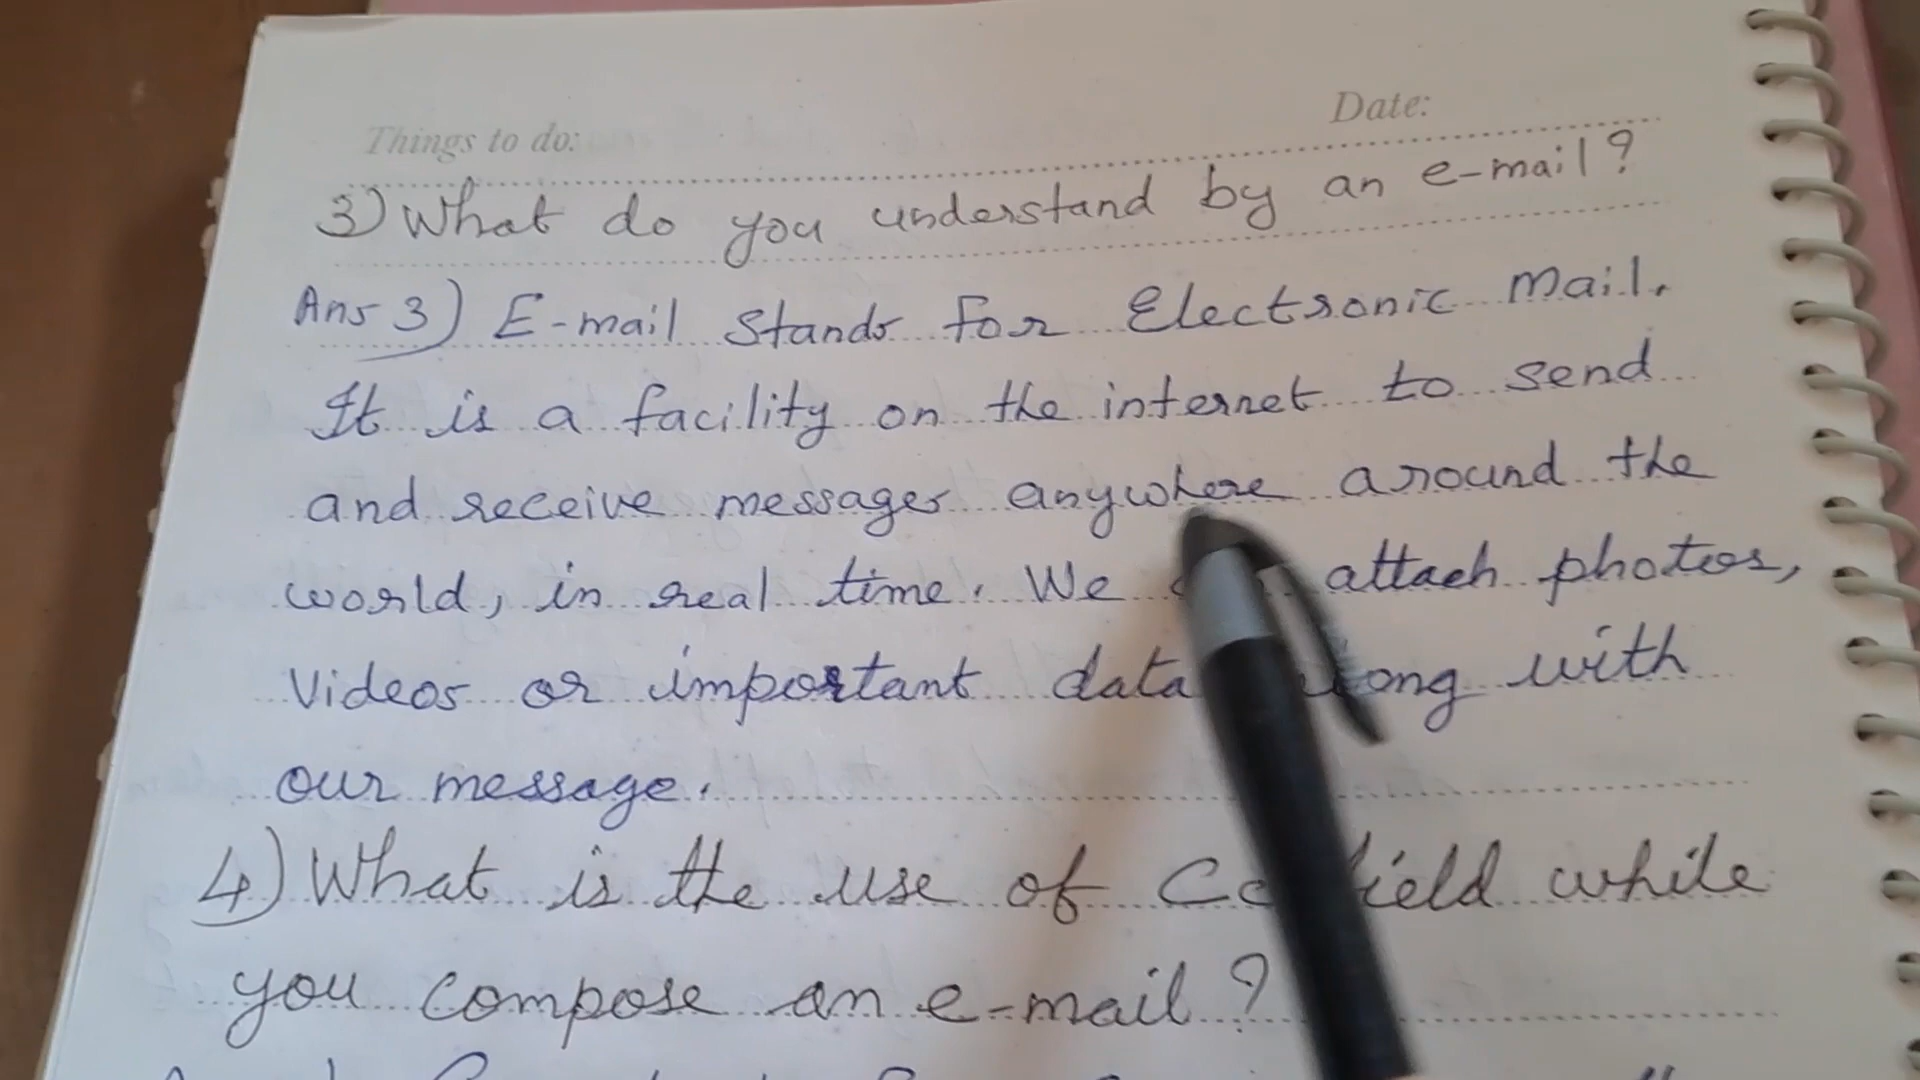 Things to do:
Date:
3) What do you understand by an e-mail?
Ans 3) E-mail stands for Electronic Mail.
It is a facility on the internet to send
and receive messages anywhere around the
world, in real time. We attach photos,
Videos or important data with
our message.
4) What is the use of Cc field while
you compose an e-mail?